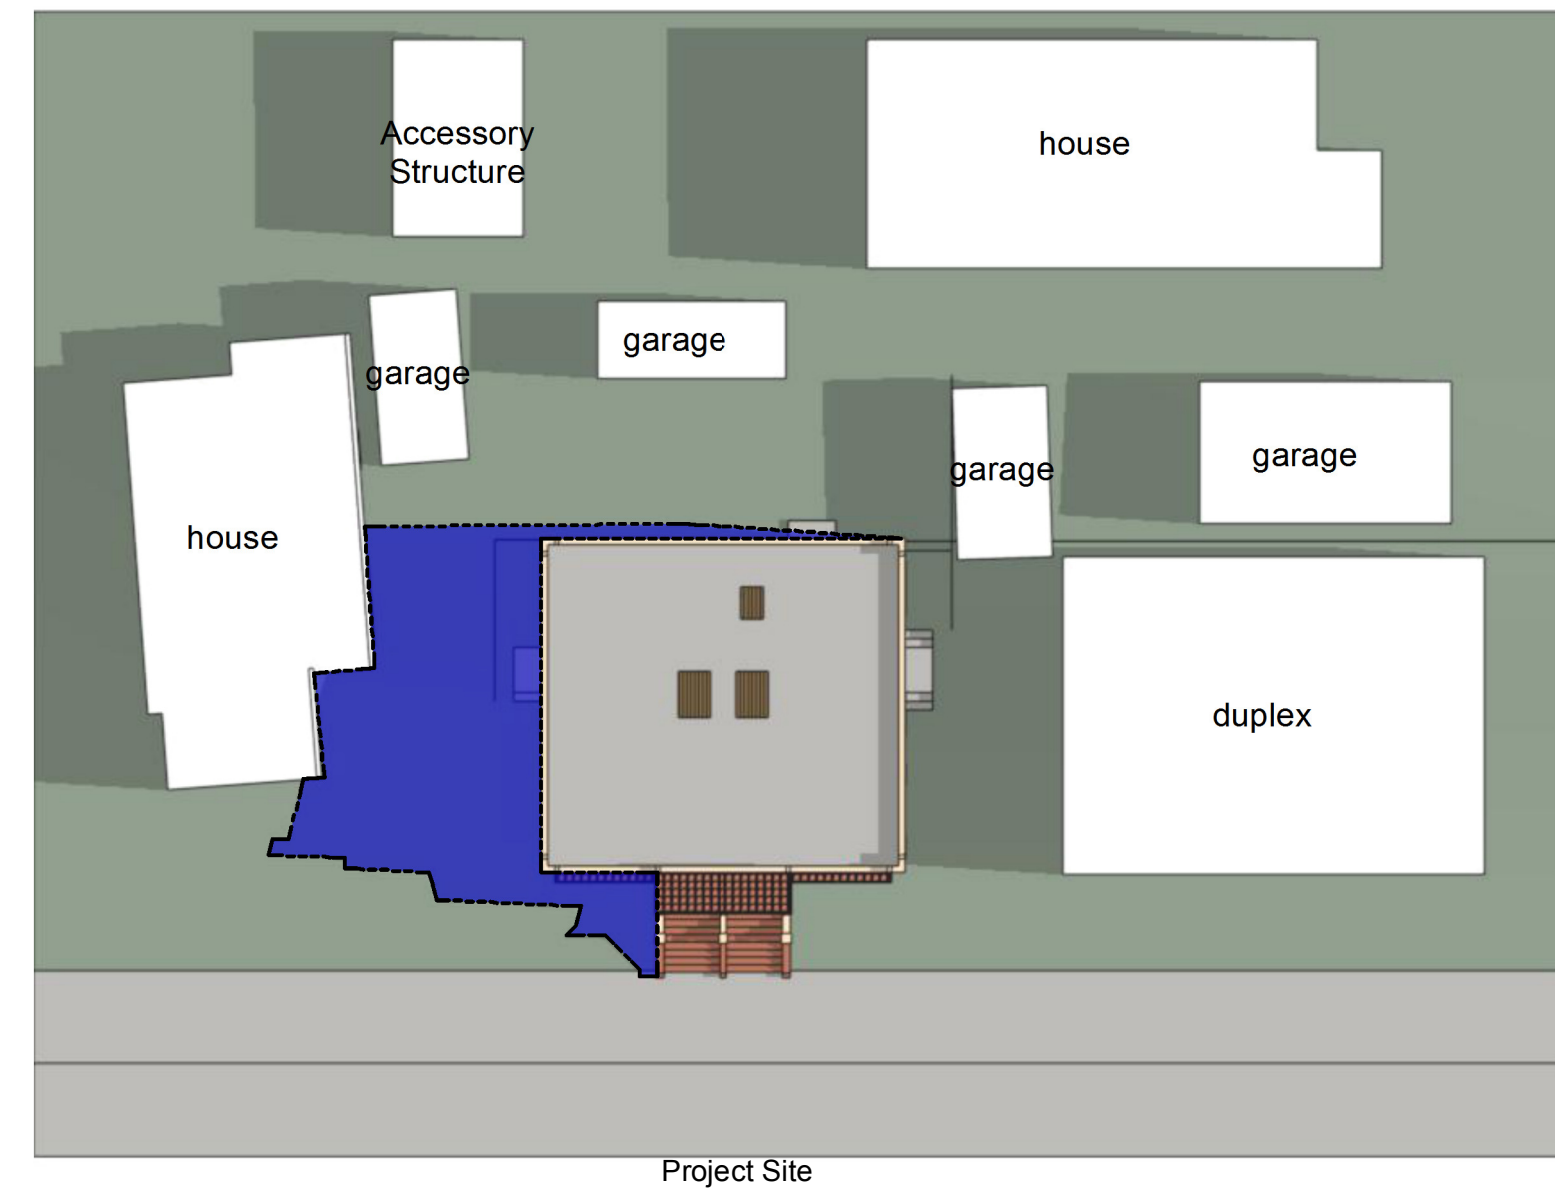 Accessory
Structure
house
garage
garage
garage
garage
house
duplex
Project Site